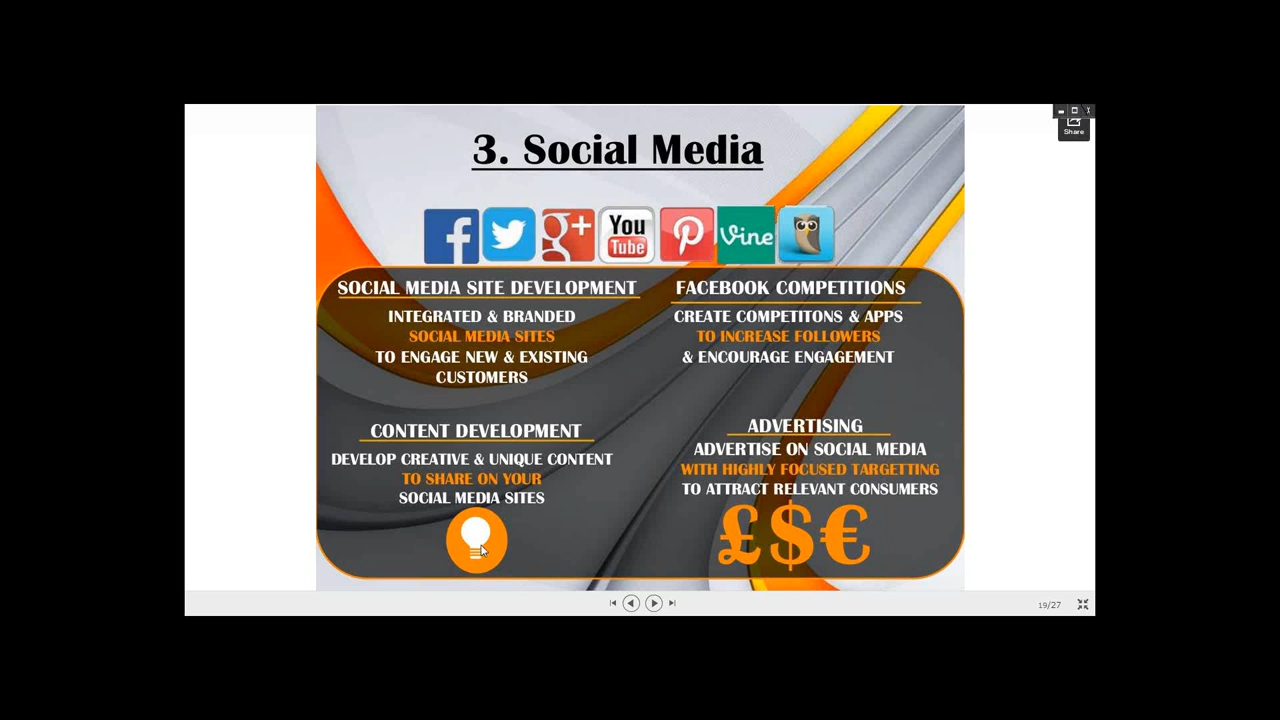 3. Social Media
Share
f
g+
You
Tube
P
Vine
SOCIAL MEDIA SITE DEVELOPMENT
INTEGRATED & BRANDED
SOCIAL MEDIA SITES
TO ENGAGE NEW & EXISTING
CUSTOMERS
FACEBOOK COMPETITIONS
CREATE COMPETITONS & APPS
TO INCREASE FOLLOWERS
& ENCOURAGE ENGAGEMENT
CONTENT DEVELOPMENT
DEVELOP CREATIVE & UNIQUE CONTENT
TO SHARE ON YOUR
SOCIAL MEDIA SITES
ADVERTISING
ADVERTISE ON SOCIAL MEDIA
WITH HIGHLY FOCUSED TARGETTING
TO ATTRACT RELEVANT CONSUMERS
£$€
19/27